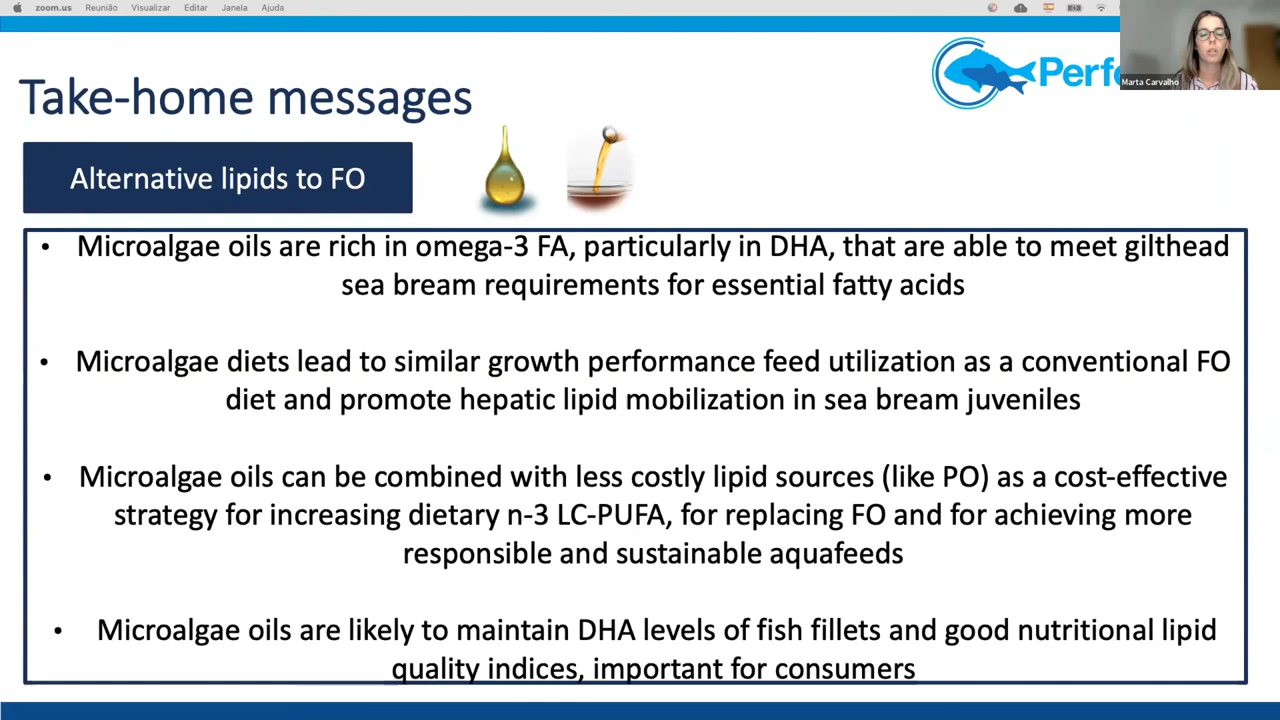 zoom.us Reunião Visualizar Editar Janela Ajuda
Take-home messages
Perfo
Marta Carvalho
Alternative lipids to FO
• Microalgae oils are rich in omega-3 FA, particularly in DHA, that are able to meet gilthead
sea bream requirements for essential fatty acids
• Microalgae diets lead to similar growth performance feed utilization as a conventional FO
diet and promote hepatic lipid mobilization in sea bream juveniles
• Microalgae oils can be combined with less costly lipid sources (like PO) as a cost-effective
strategy for increasing dietary n-3 LC-PUFA, for replacing FO and for achieving more
responsible and sustainable aquafeeds
• Microalgae oils are likely to maintain DHA levels of fish fillets and good nutritional lipid
quality indices, important for consumers